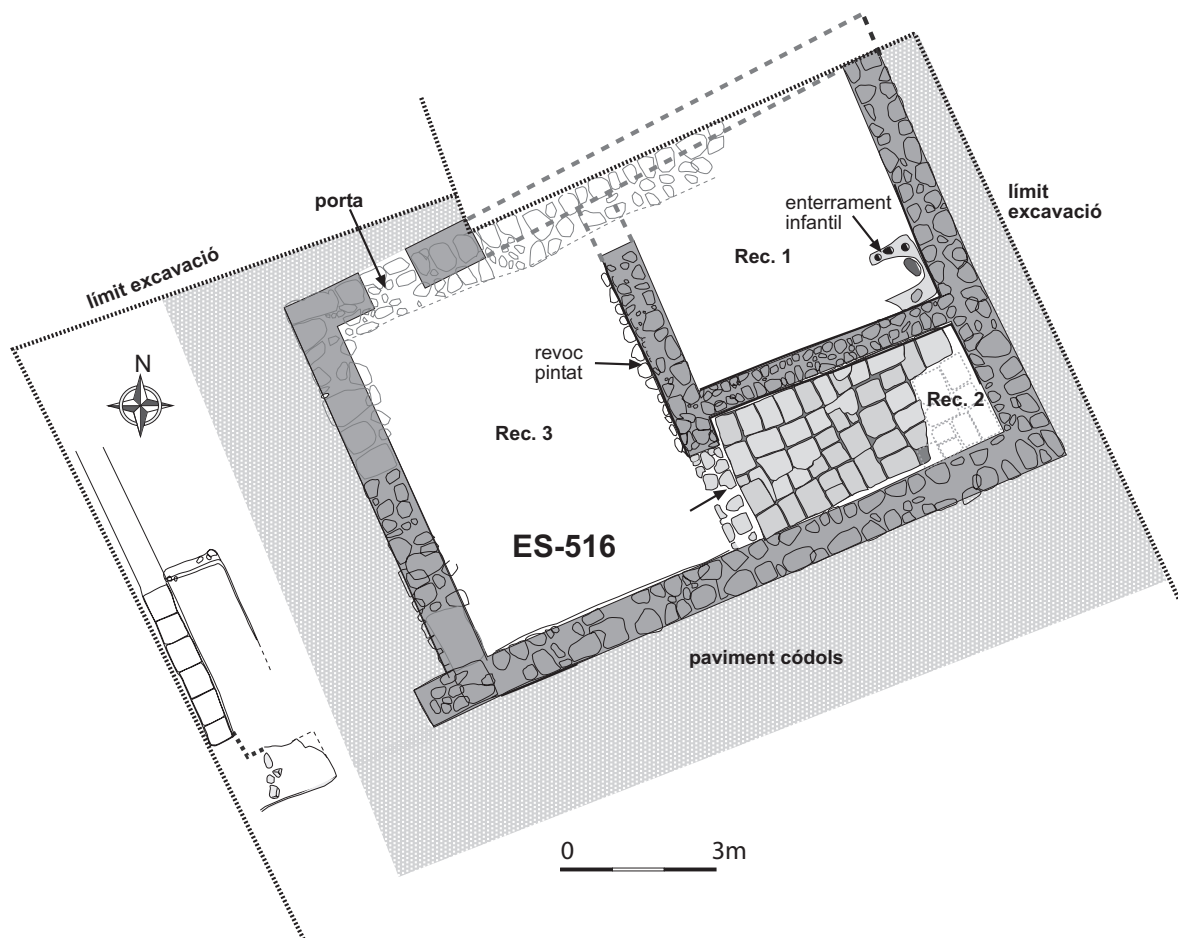 porta
límit excavació
N
enterrament
infantil
límit
excavació
Rec. 1
revoc
pintat
Rec. 2
Rec. 3
ES-516
paviment códols
0 3m